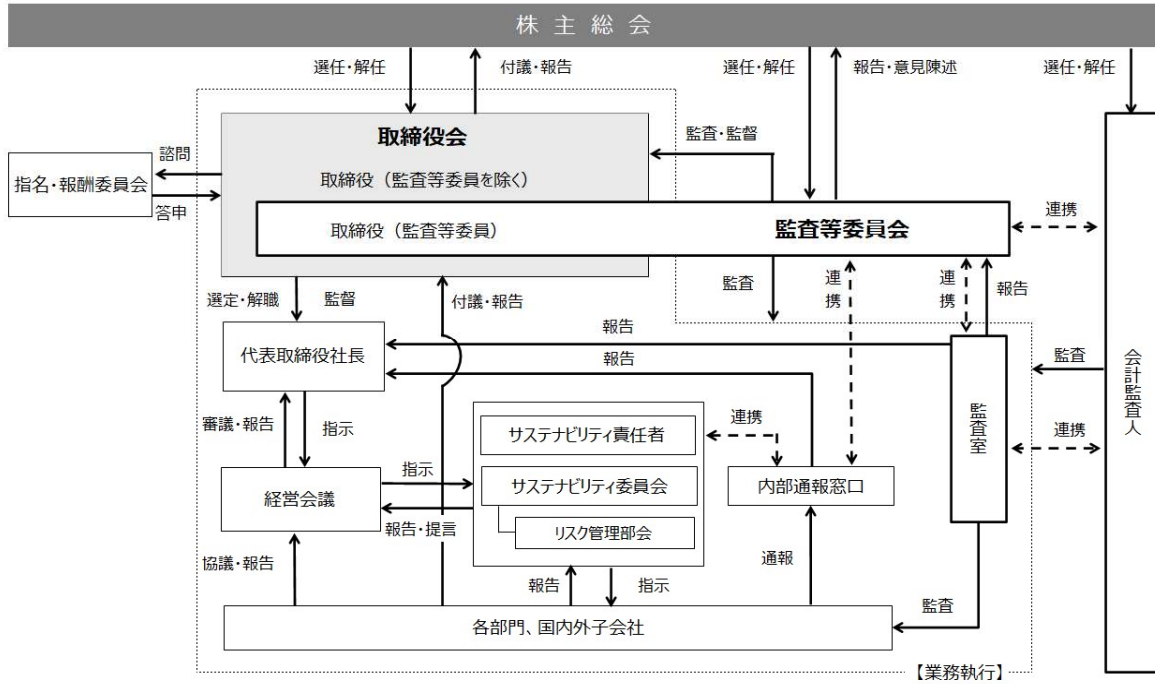 株主総会
選任・解任
付議・報告
選任・解任
報告・意見陳述
選任・解任
取締役会
監査・監督
諮問
指名・報酬委員会
答申
取締役（監査等委員を除く）
取締役（監査等委員）
監査等委員会
連携
選定・解職
監督
付議・報告
監査
連携
連携
報告
代表取締役社長
報告
報告
監査
会計監査人
審議・報告
指示
サステナビリティ責任者
連携
監査室
連携
経営会議
指示
サステナビリティ委員会
内部通報窓口
報告・提言
リスク管理部会
協議・報告
報告
指示
通報
監査
各部門、国内外子会社
【業務執行】